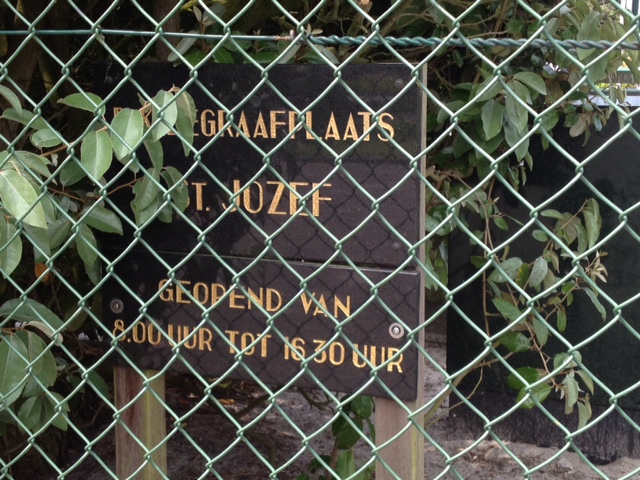 BEGRAAFPLAATS
ST. JOZEF
GEOPEND VAN
8.00 UUR TOT 16 30 UUR